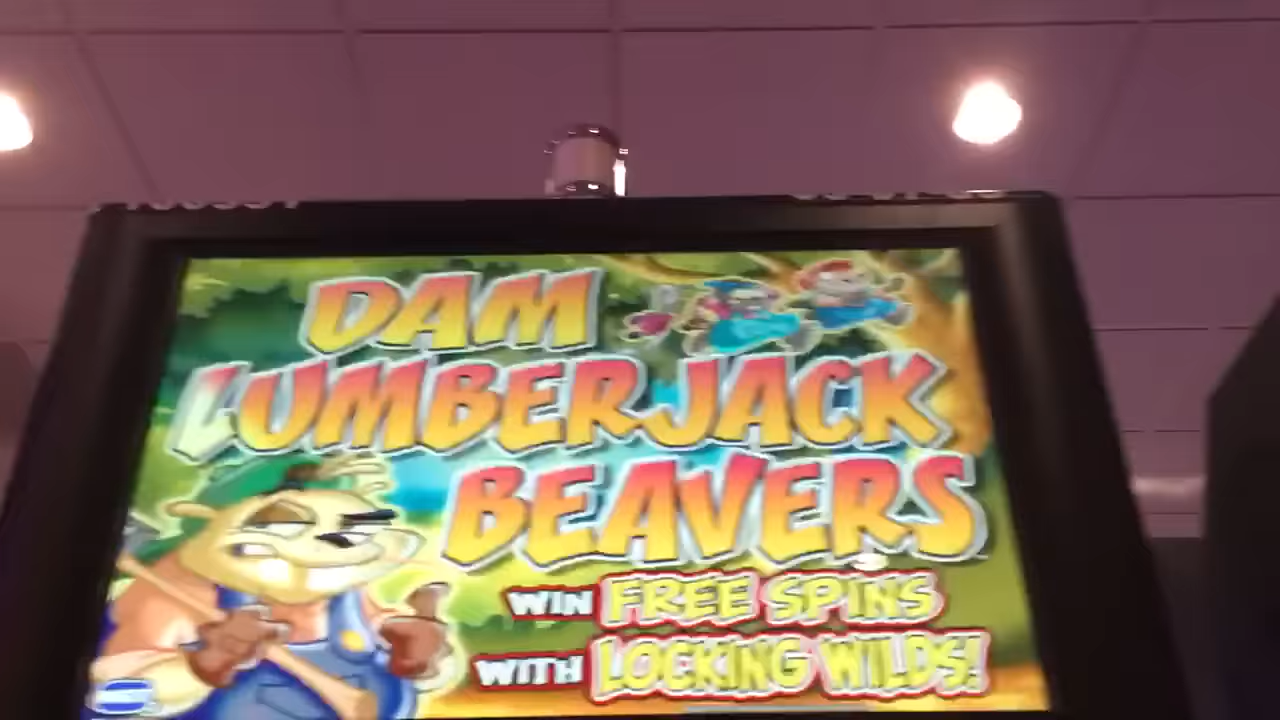 DAM
LUMBERJACK
BEAVERS
WIN FREE SPINS
WITH LOCKING WILDS!